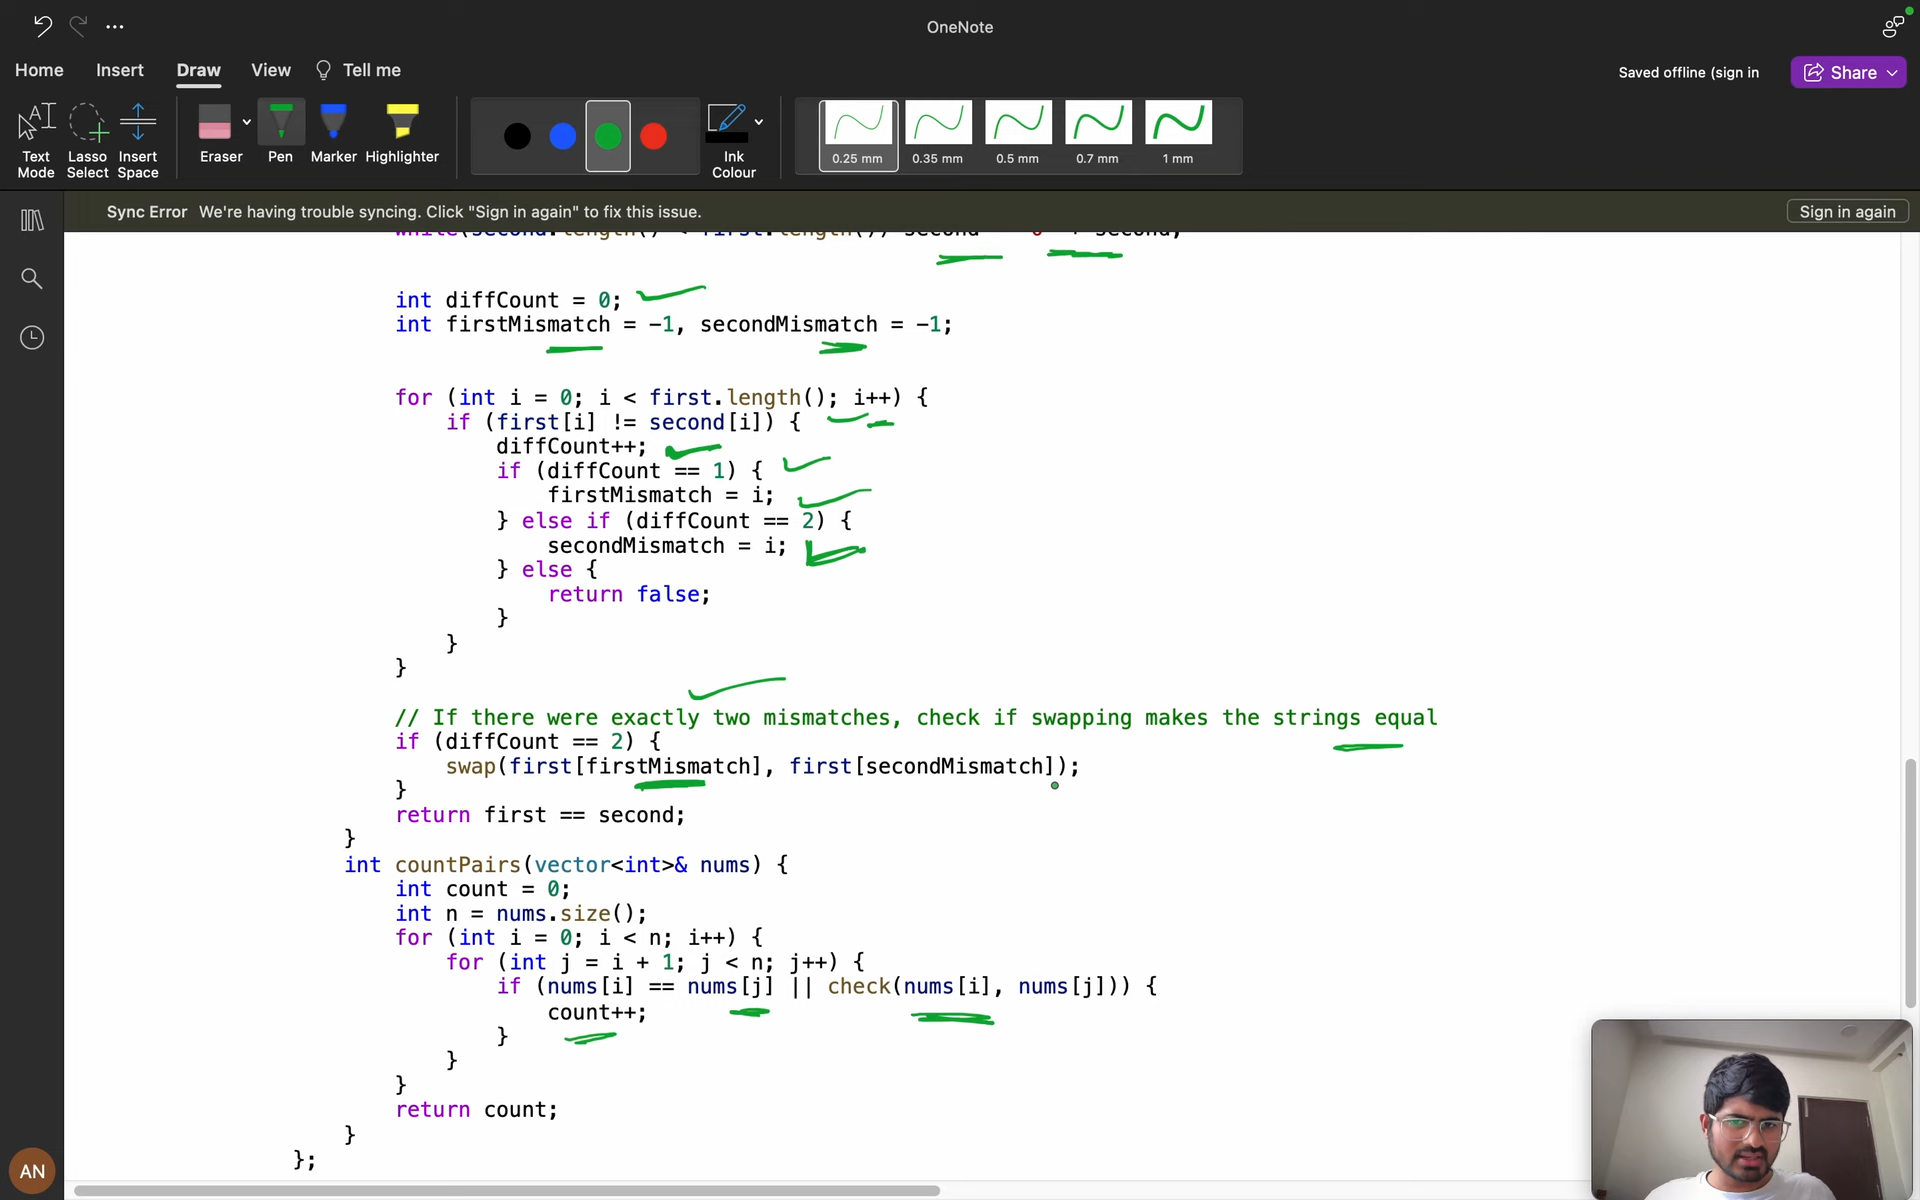 OneNote
Home Insert Draw View Tell me
Saved offline (sign in
Share
Text Mode
Lasso Select
Insert Space
Eraser
Pen
Marker
Highlighter
Ink Colour
0.25 mm
0.35 mm
0.5 mm
0.7 mm
1 mm
Sync Error We're having trouble syncing. Click "Sign in again" to fix this issue.
Sign in again
int diffCount = 0;
int firstMismatch = -1, secondMismatch = -1;
for (int i = 0; i < first.length(); i++) {
if (first[i] != second[i]) {
diffCount++;
if (diffCount == 1) {
firstMismatch = i;
} else if (diffCount == 2) {
secondMismatch = i;
} else {
return false;
}
}
}
// If there were exactly two mismatches, check if swapping makes the strings equal
if (diffCount == 2) {
swap(first[firstMismatch], first[secondMismatch]);
}
return first == second;
}
int countPairs(vector<int>& nums) {
int count = 0;
int n = nums.size();
for (int i = 0; i < n; i++) {
for (int j = i + 1; j < n; j++) {
if (nums[i] == nums[j] || check(nums[i], nums[j])) {
count++;
}
}
}
return count;
}
};
AN